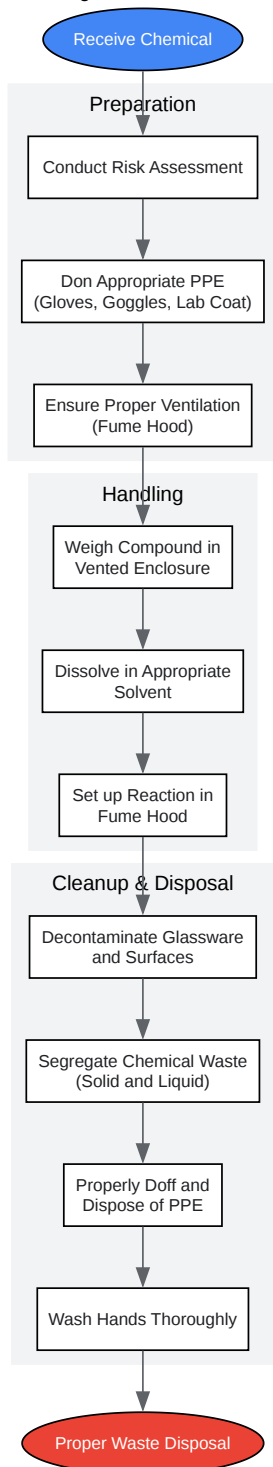 Receive Chemical
Preparation
Conduct Risk Assessment
Don Appropriate PPE
(Gloves, Goggles, Lab Coat)
Ensure Proper Ventilation
(Fume Hood)
Handling
Weigh Compound in
Vented Enclosure
Dissolve in Appropriate
Solvent
Set up Reaction in
Fume Hood
Cleanup & Disposal
Decontaminate Glassware
and Surfaces
Segregate Chemical Waste
(Solid and Liquid)
Properly Doff and
Dispose of PPE
Wash Hands Thoroughly
Proper Waste Disposal